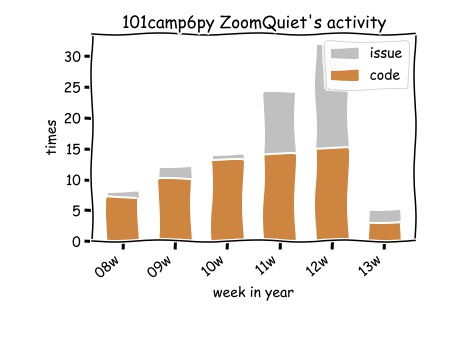 101camp6py ZoomQuiet's activity
issue
code
times
30
25
20
15
10
5
0
08w
09w
10w
11w
12w
13w
week in year